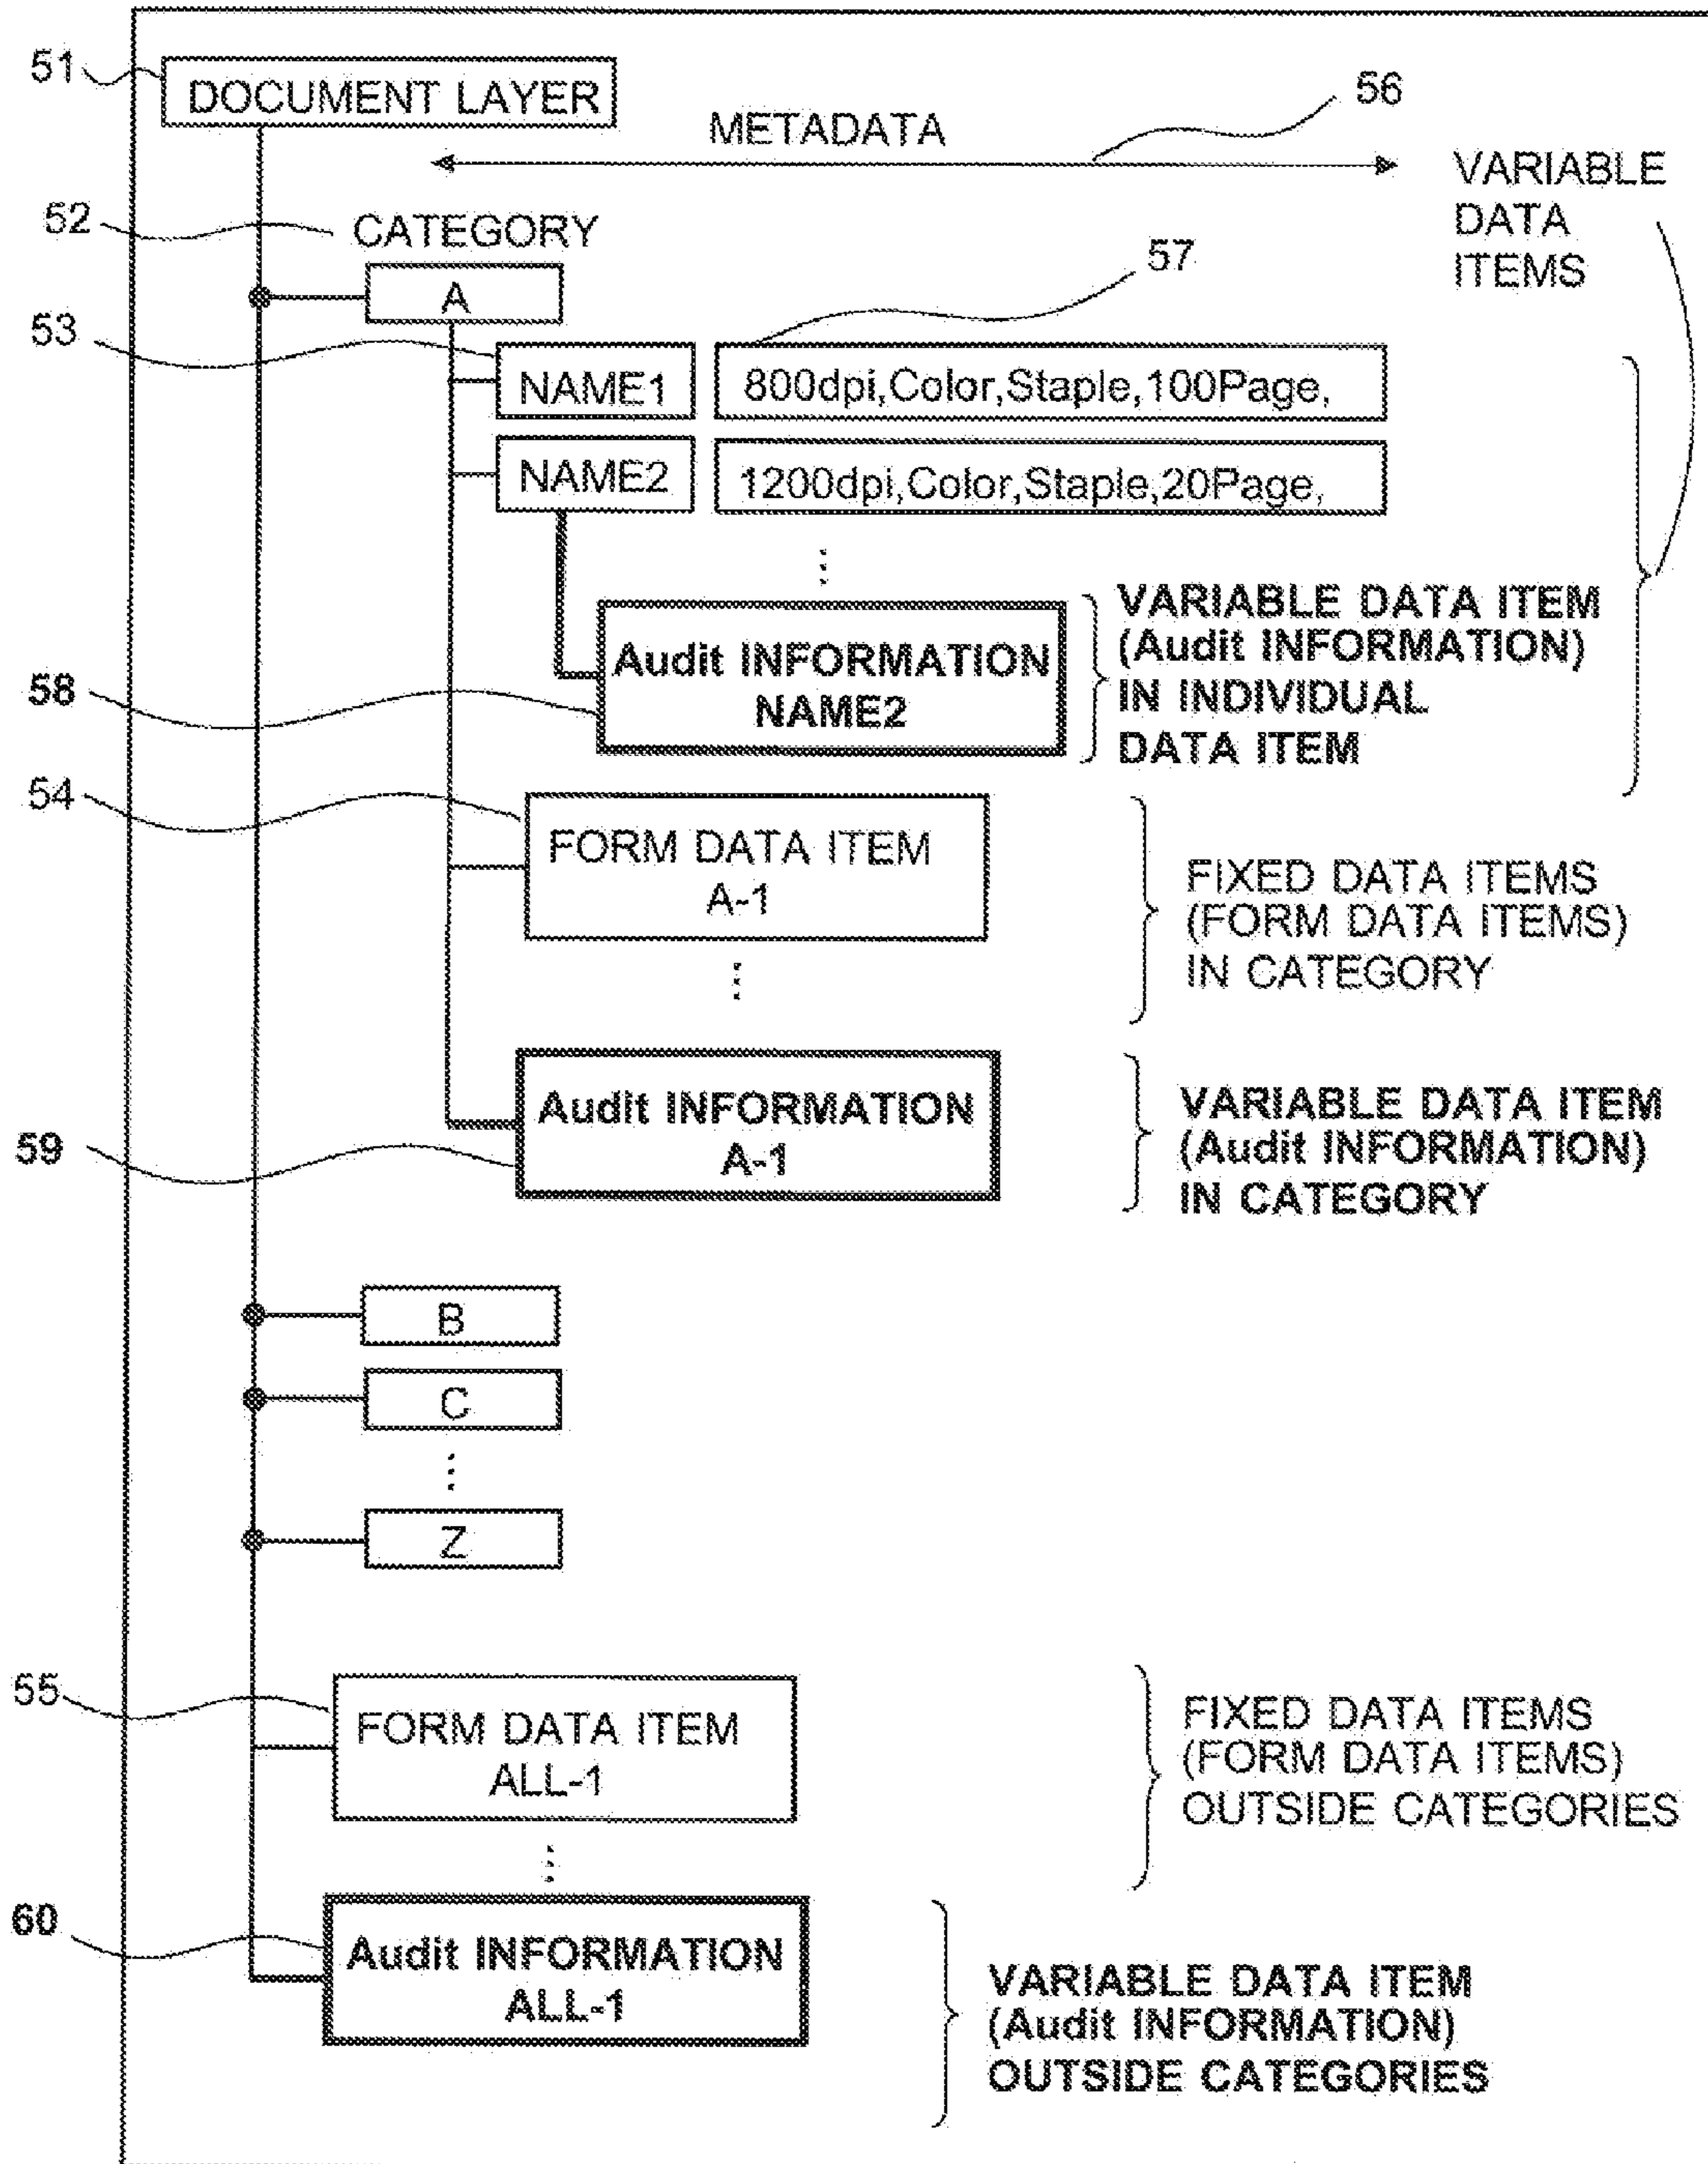 51
DOCUMENT LAYER
METADATA
56
VARIABLE
DATA
ITEMS
52
CATEGORY
57
A
53
NAME1
800dpi,Color,Staple,100Page,
NAME2
1200dpi,Color,Staple,20Page,
⋮
58
Audit INFORMATION
NAME2
VARIABLE DATA ITEM
(Audit INFORMATION)
IN INDIVIDUAL
DATA ITEM
54
FORM DATA ITEM
A-1
⋮
FIXED DATA ITEMS
(FORM DATA ITEMS)
IN CATEGORY
59
Audit INFORMATION
A-1
VARIABLE DATA ITEM
(Audit INFORMATION)
IN CATEGORY
B
C
⋮
Z
55
FORM DATA ITEM
ALL-1
⋮
FIXED DATA ITEMS
(FORM DATA ITEMS)
OUTSIDE CATEGORIES
60
Audit INFORMATION
ALL-1
VARIABLE DATA ITEM
(Audit INFORMATION)
OUTSIDE CATEGORIES